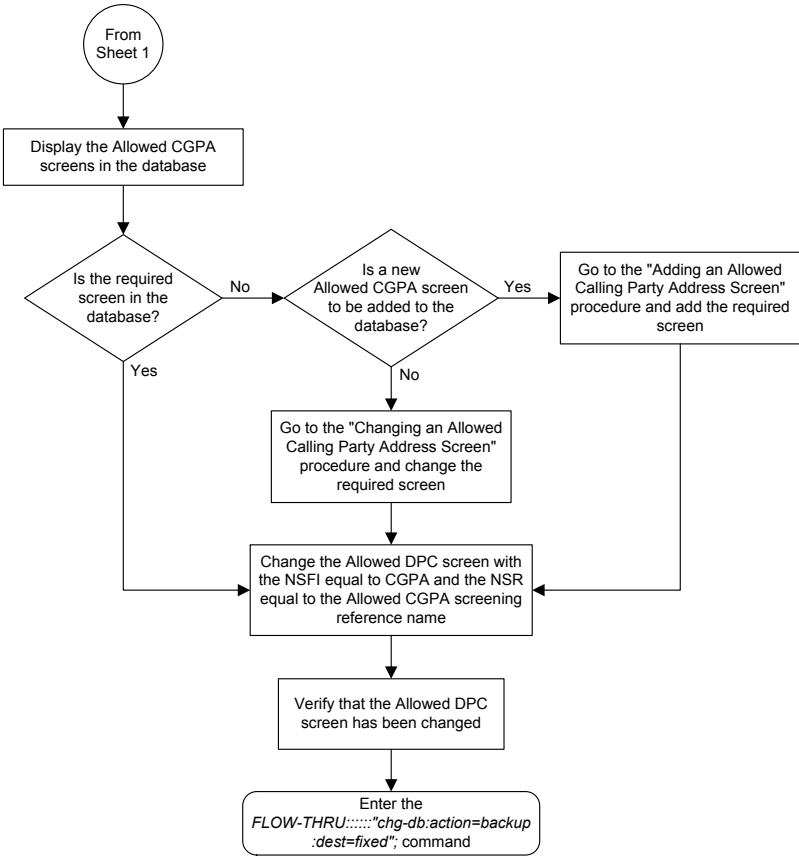 From
Sheet 1
Display the Allowed CGPA
screens in the database
Is the required
screen in the
database?
No
Is a new
Allowed CGPA screen
to be added to the
database?
Yes
Go to the "Adding an Allowed
Calling Party Address Screen"
procedure and add the required
screen
Yes
No
Go to the "Changing an Allowed
Calling Party Address Screen"
procedure and change the
required screen
Change the Allowed DPC screen with
the NSFI equal to CGPA and the NSR
equal to the Allowed CGPA screening
reference name
Verify that the Allowed DPC
screen has been changed
Enter the
FLOW-THRU::::::"chg-db:action=backup
:dest=fixed"; command